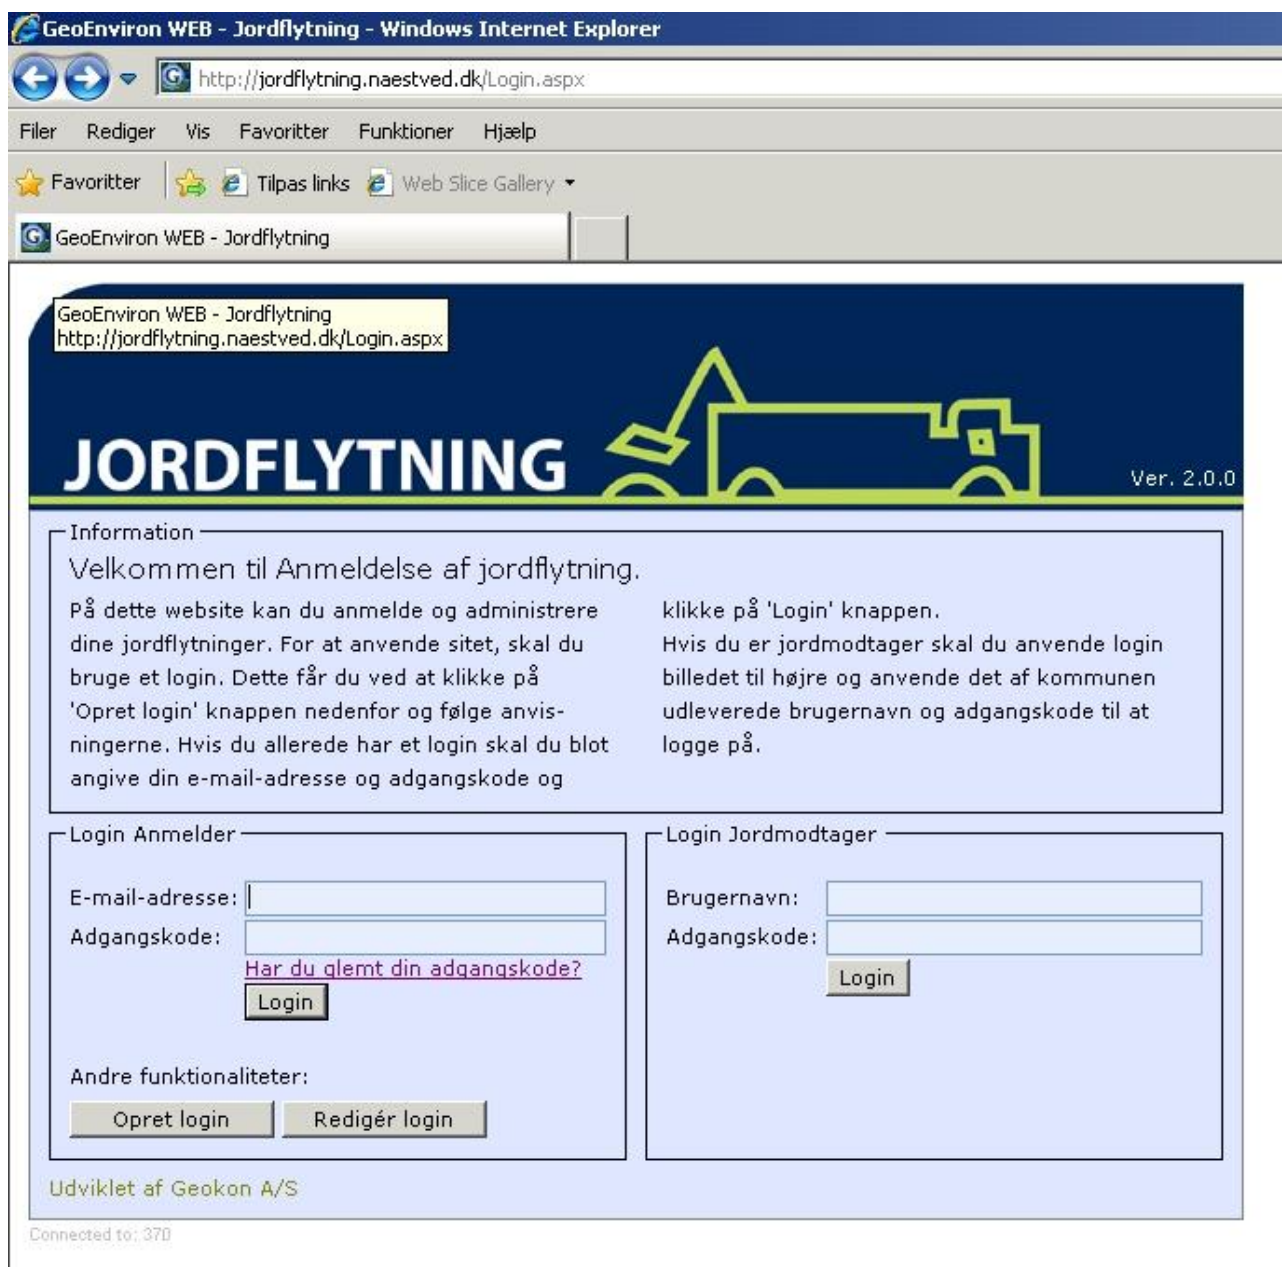 GeoEnviron WEB - Jordflytning - Windows Internet Explorer
http://jordflytning.naestved.dk/Login.aspx
Filer Rediger Vis Favoritter Funktioner Hjælp
Favoritter Tilpas links Web Slice Gallery
GeoEnviron WEB - Jordflytning
GeoEnviron WEB - Jordflytning
http://jordflytning.naestved.dk/Login.aspx
JORDFLYTNING
Ver. 2.0.0
Information
Velkommen til Anmeldelse af jordflytning.
På dette website kan du anmelde og administrere
dine jordflytninger. For at anvende sitet, skal du
bruge et login. Dette får du ved at klikke på
'Opret login' knappen nedenfor og følge anvis-
ningerne. Hvis du allerede har et login skal du blot
angive din e-mail-adresse og adgangskode og
klikke på 'Login' knappen.
Hvis du er jordmodtager skal du anvende login
billedet til højre og anvende det af kommunen
udleverede brugernavn og adgangskode til at
logge på.
Login Anmelder
E-mail-adresse:
Adgangskode:
Har du glemt din adgangskode?
Login
Andre funktionaliteter:
Opret login Redigér login
Login Jordmodtager
Brugernavn:
Adgangskode:
Login
Udviklet af Geokon A/S
Connected to: 370